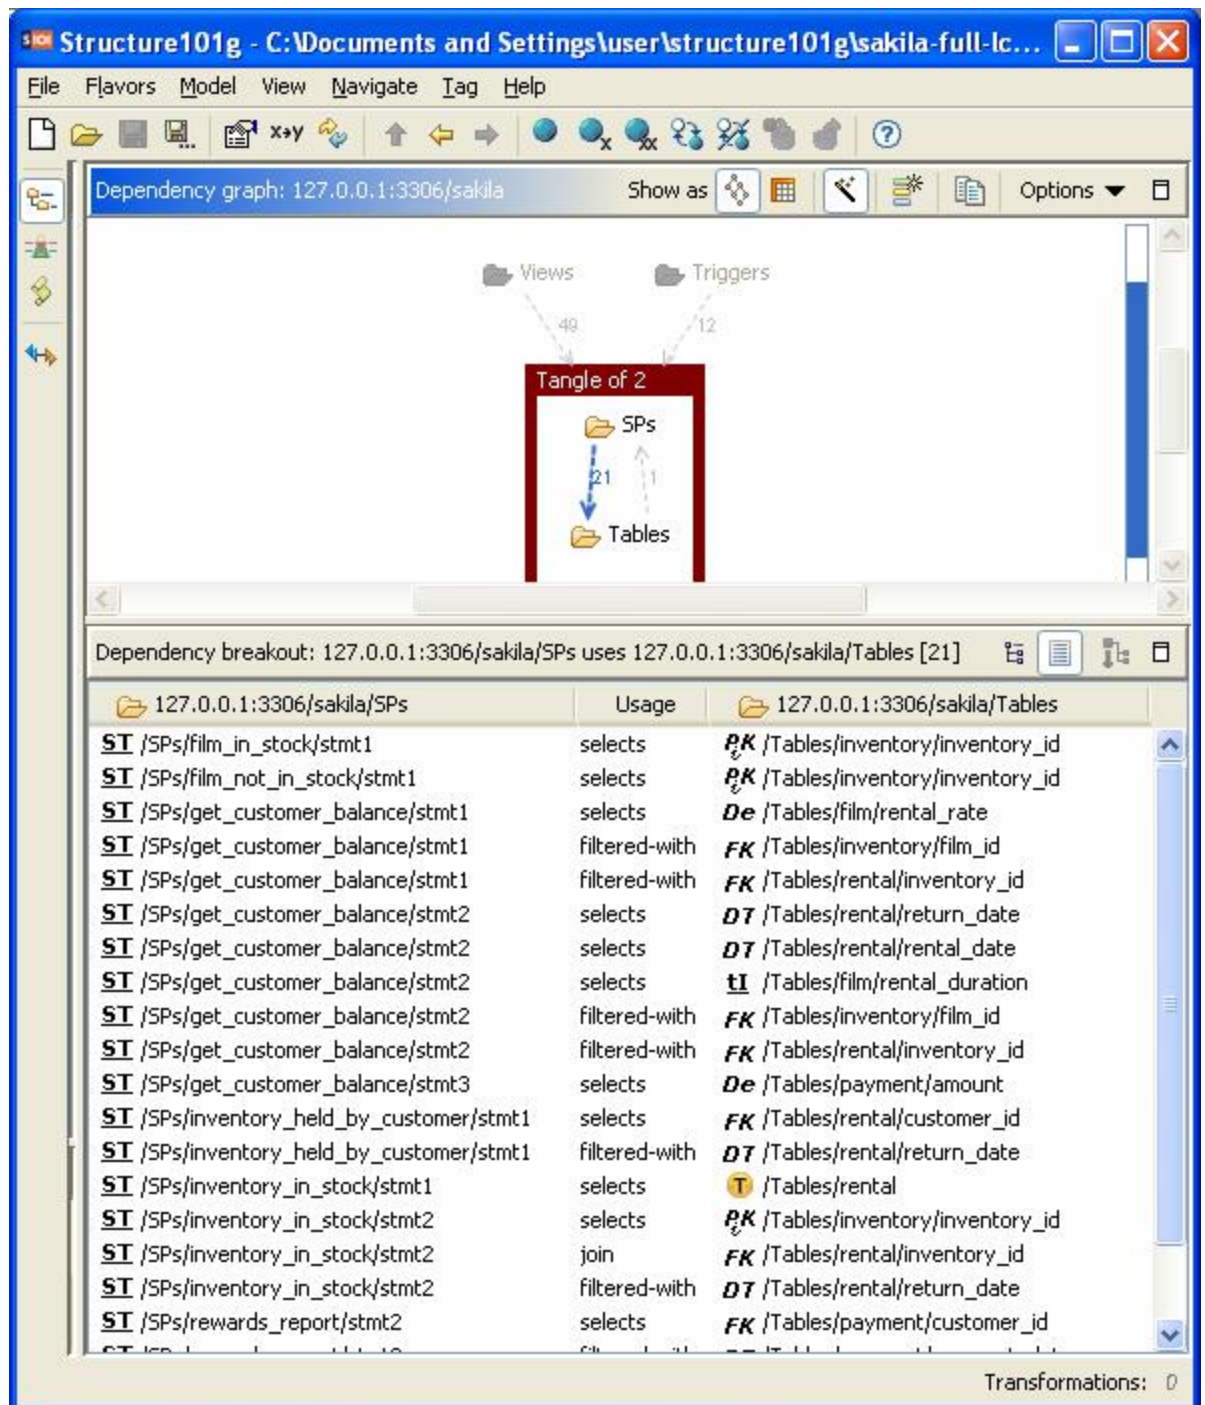 S101 Structure101g - C:\Documents and Settings\user\structure101g\sakila-full-lc...
File Flavors Model View Navigate Tag Help
x→y x xx ?
Dependency graph: 127.0.0.1:3306/sakila Show as Options
Views Triggers
49 12
Tangle of 2
SPs
21 1
Tables
Dependency breakout: 127.0.0.1:3306/sakila/SPs uses 127.0.0.1:3306/sakila/Tables [21]
127.0.0.1:3306/sakila/SPs Usage 127.0.0.1:3306/sakila/Tables
ST /SPs/film_in_stock/stmt1 selects PK /Tables/inventory/inventory_id
ST /SPs/film_not_in_stock/stmt1 selects PK /Tables/inventory/inventory_id
ST /SPs/get_customer_balance/stmt1 selects De /Tables/film/rental_rate
ST /SPs/get_customer_balance/stmt1 filtered-with FK /Tables/inventory/film_id
ST /SPs/get_customer_balance/stmt1 filtered-with FK /Tables/rental/inventory_id
ST /SPs/get_customer_balance/stmt2 selects DT /Tables/rental/return_date
ST /SPs/get_customer_balance/stmt2 selects DT /Tables/rental/rental_date
ST /SPs/get_customer_balance/stmt2 selects tI /Tables/film/rental_duration
ST /SPs/get_customer_balance/stmt2 filtered-with FK /Tables/inventory/film_id
ST /SPs/get_customer_balance/stmt2 filtered-with FK /Tables/rental/inventory_id
ST /SPs/get_customer_balance/stmt3 selects De /Tables/payment/amount
ST /SPs/inventory_held_by_customer/stmt1 selects FK /Tables/rental/customer_id
ST /SPs/inventory_held_by_customer/stmt1 filtered-with DT /Tables/rental/return_date
ST /SPs/inventory_in_stock/stmt1 selects T /Tables/rental
ST /SPs/inventory_in_stock/stmt2 selects PK /Tables/inventory/inventory_id
ST /SPs/inventory_in_stock/stmt2 join FK /Tables/rental/inventory_id
ST /SPs/inventory_in_stock/stmt2 filtered-with DT /Tables/rental/return_date
ST /SPs/rewards_report/stmt2 selects FK /Tables/payment/customer_id
Transformations: 0